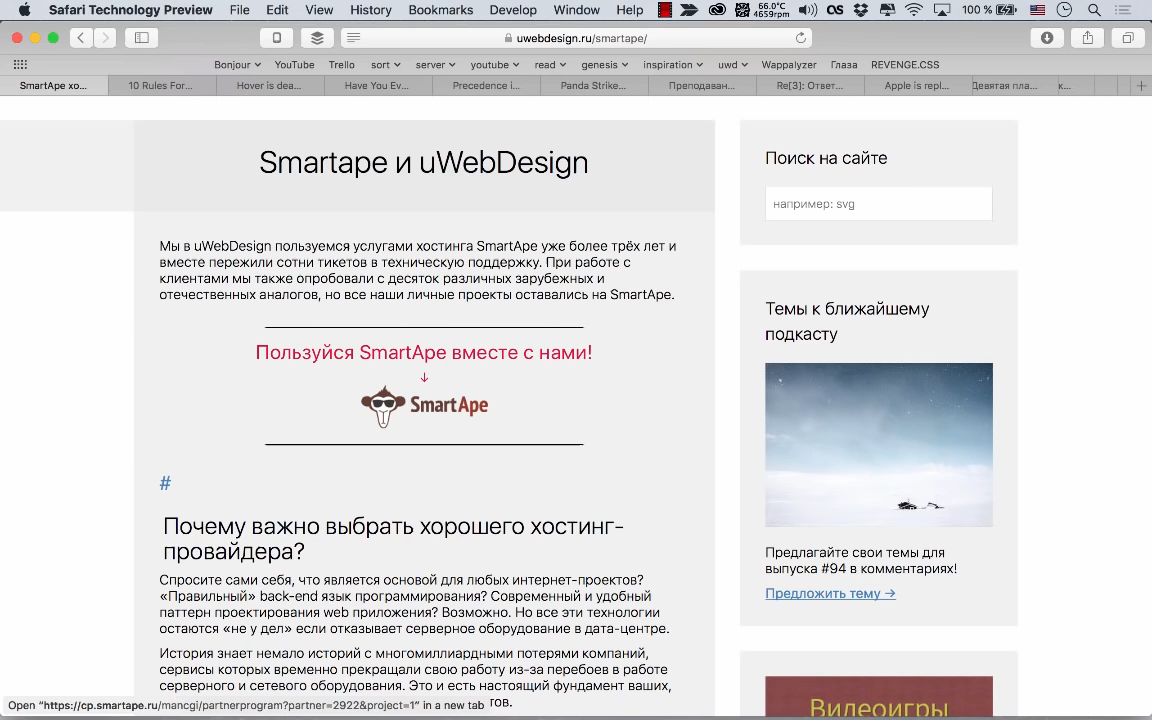 Safari Technology Preview File Edit View History Bookmarks Develop Window Help 66.0°C 4659rpm 100 %
uwebdesign.ru/smartape/
Bonjour YouTube Trello sort server youtube read genesis inspiration uwd Wappalyzer Глаза REVENGE.CSS
SmartApe хо... 10 Rules For... Hover is dea... Have You Ev... Precedence i... Panda Strike... Преподаван... Re[3]: Ответ... Apple is repl... Девятая пла... к...
Smartape и uWebDesign
Мы в uWebDesign пользуемся услугами хостинга SmartApe уже более трёх лет и
вместе пережили сотни тикетов в техническую поддержку. При работе с
клиентами мы также опробовали с десяток различных зарубежных и
отечественных аналогов, но все наши личные проекты оставались на SmartApe.
Пользуйся SmartApe вместе с нами!
↓
SmartApe
#
Почему важно выбрать хорошего хостинг-
провайдера?
Спросите сами себя, что является основой для любых интернет-проектов?
«Правильный» back-end язык программирования? Современный и удобный
паттерн проектирования web приложения? Возможно. Но все эти технологии
остаются «не у дел» если отказывает серверное оборудование в дата-центре.
История знает немало историй с многомиллиардными потерями компаний,
сервисы которых временно прекращали свою работу из-за перебоев в работе
серверного и сетевого оборудования. Это и есть настоящий фундамент ваших,
тов.
Open “https://cp.smartape.ru/mancgi/partnerprogram?partner=2922&project=1” in a new tab
Поиск на сайте
например: svg
Темы к ближайшему
подкасту
Предлагайте свои темы для
выпуска #94 в комментариях!
Предложить тему →
Видеоигры